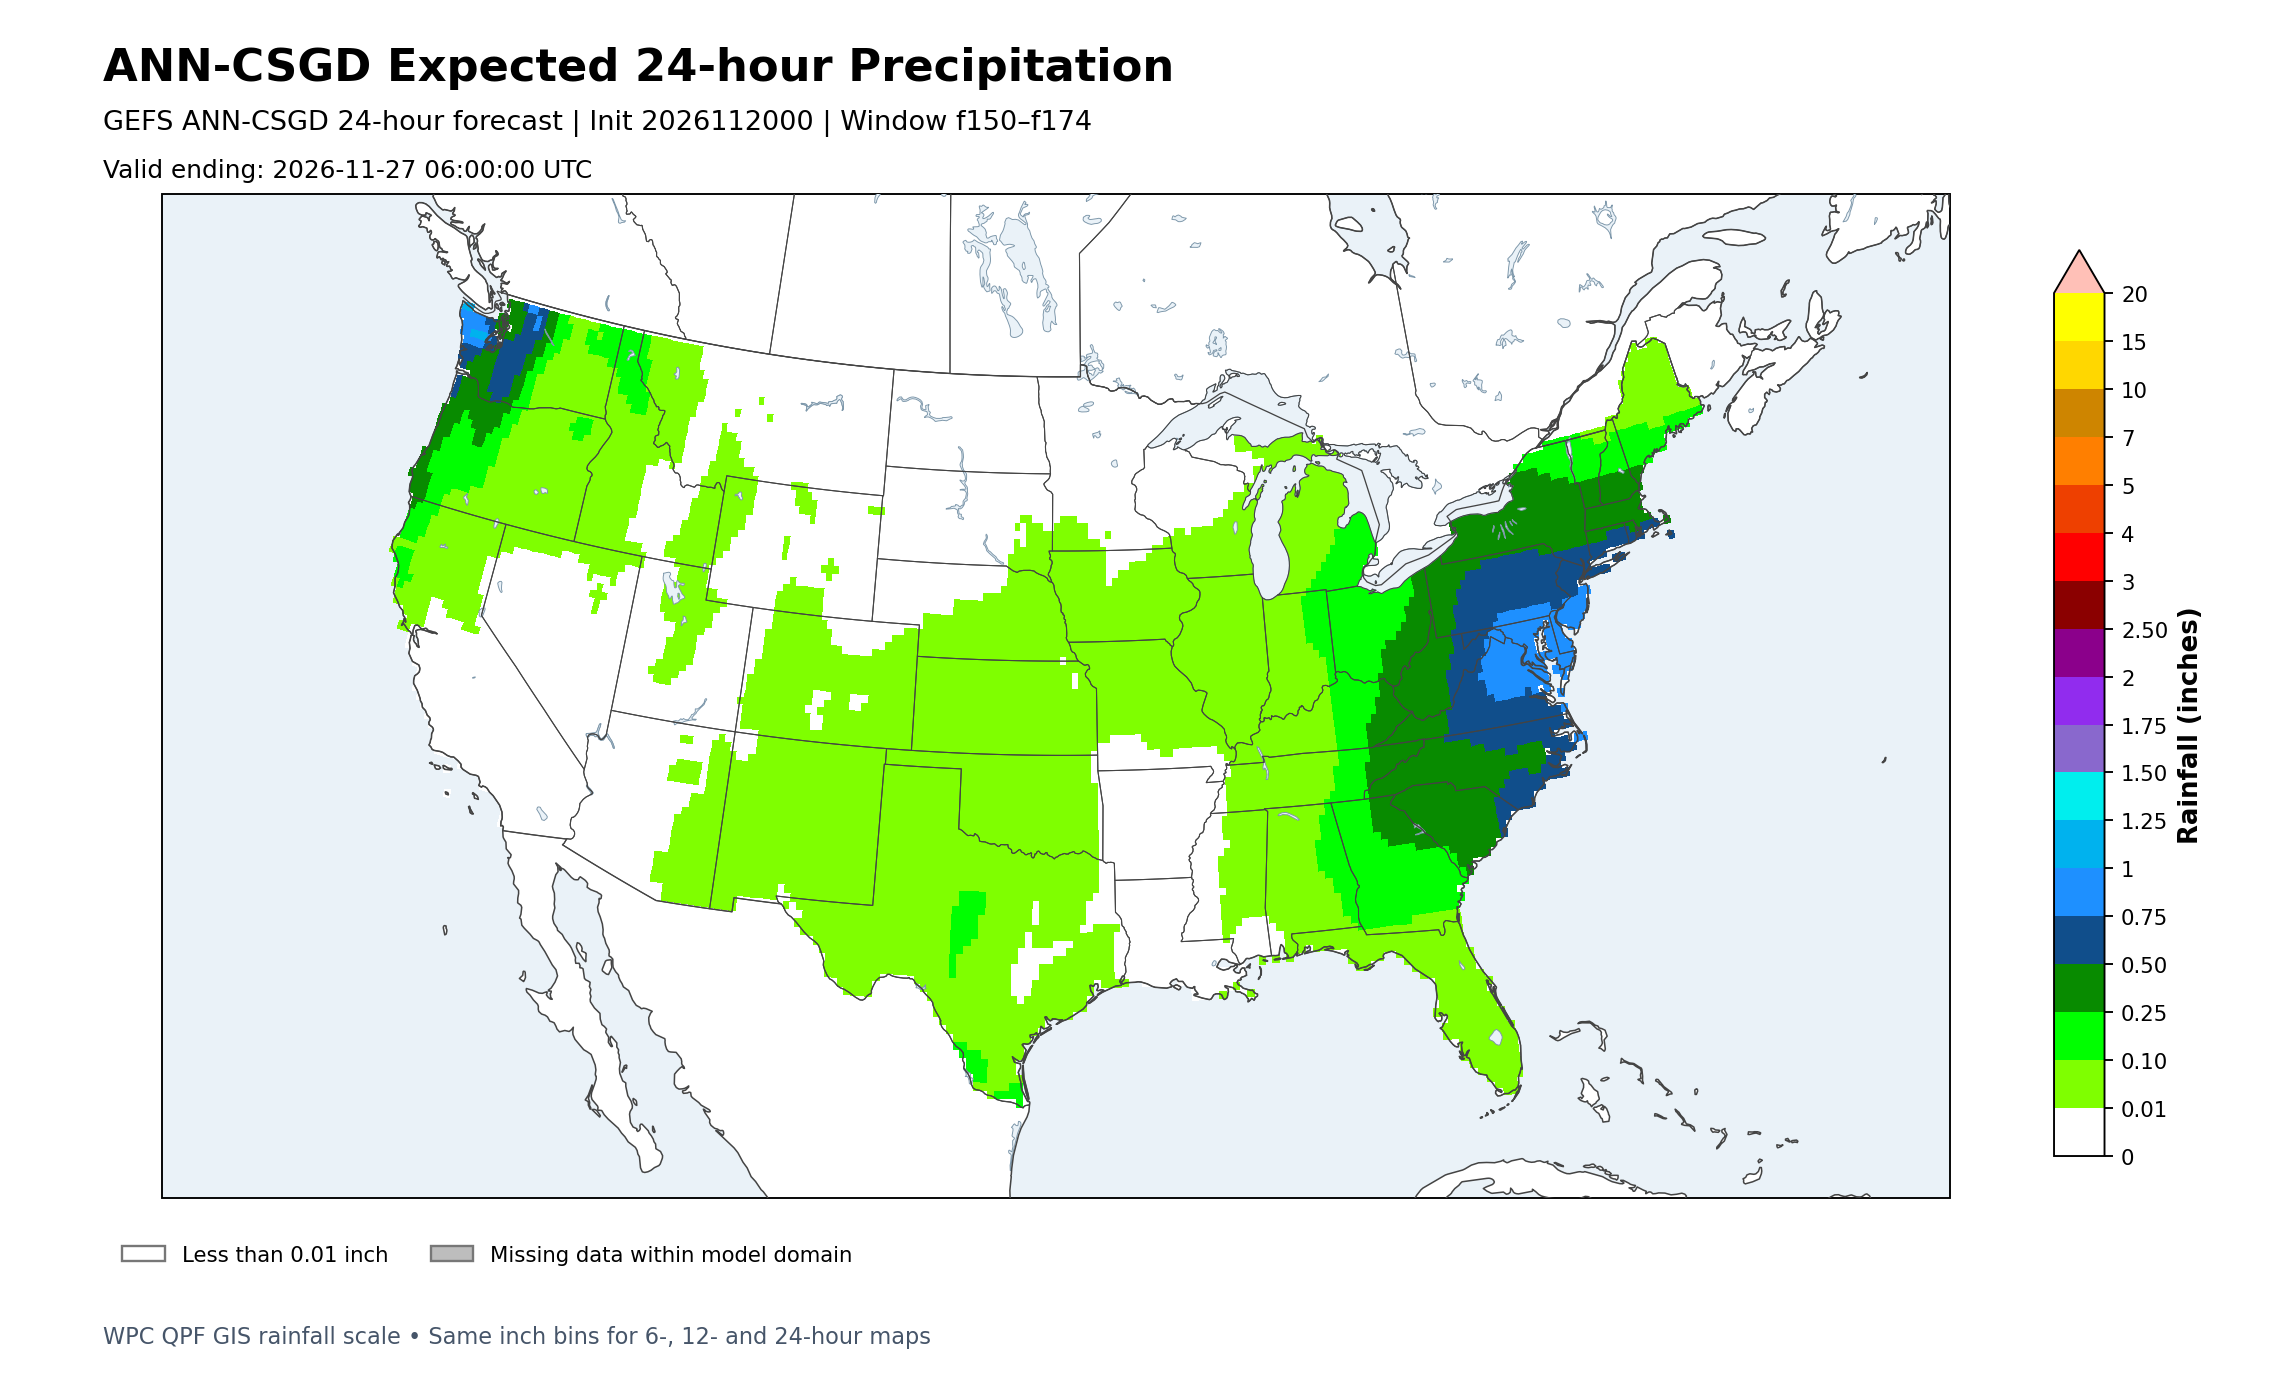 ANN-CSGD Expected 24-hour Precipitation
GEFS ANN-CSGD 24-hour forecast | Init 2026112000 | Window f150–f174
Valid ending: 2026-11-27 06:00:00 UTC
20
15
10
7
5
4
3
2.50
2
1.75
1.50
1.25
1
0.75
0.50
0.25
0.10
0.01
0
Rainfall (inches)
Less than 0.01 inch
Missing data within model domain
WPC QPF GIS rainfall scale • Same inch bins for 6-, 12- and 24-hour maps